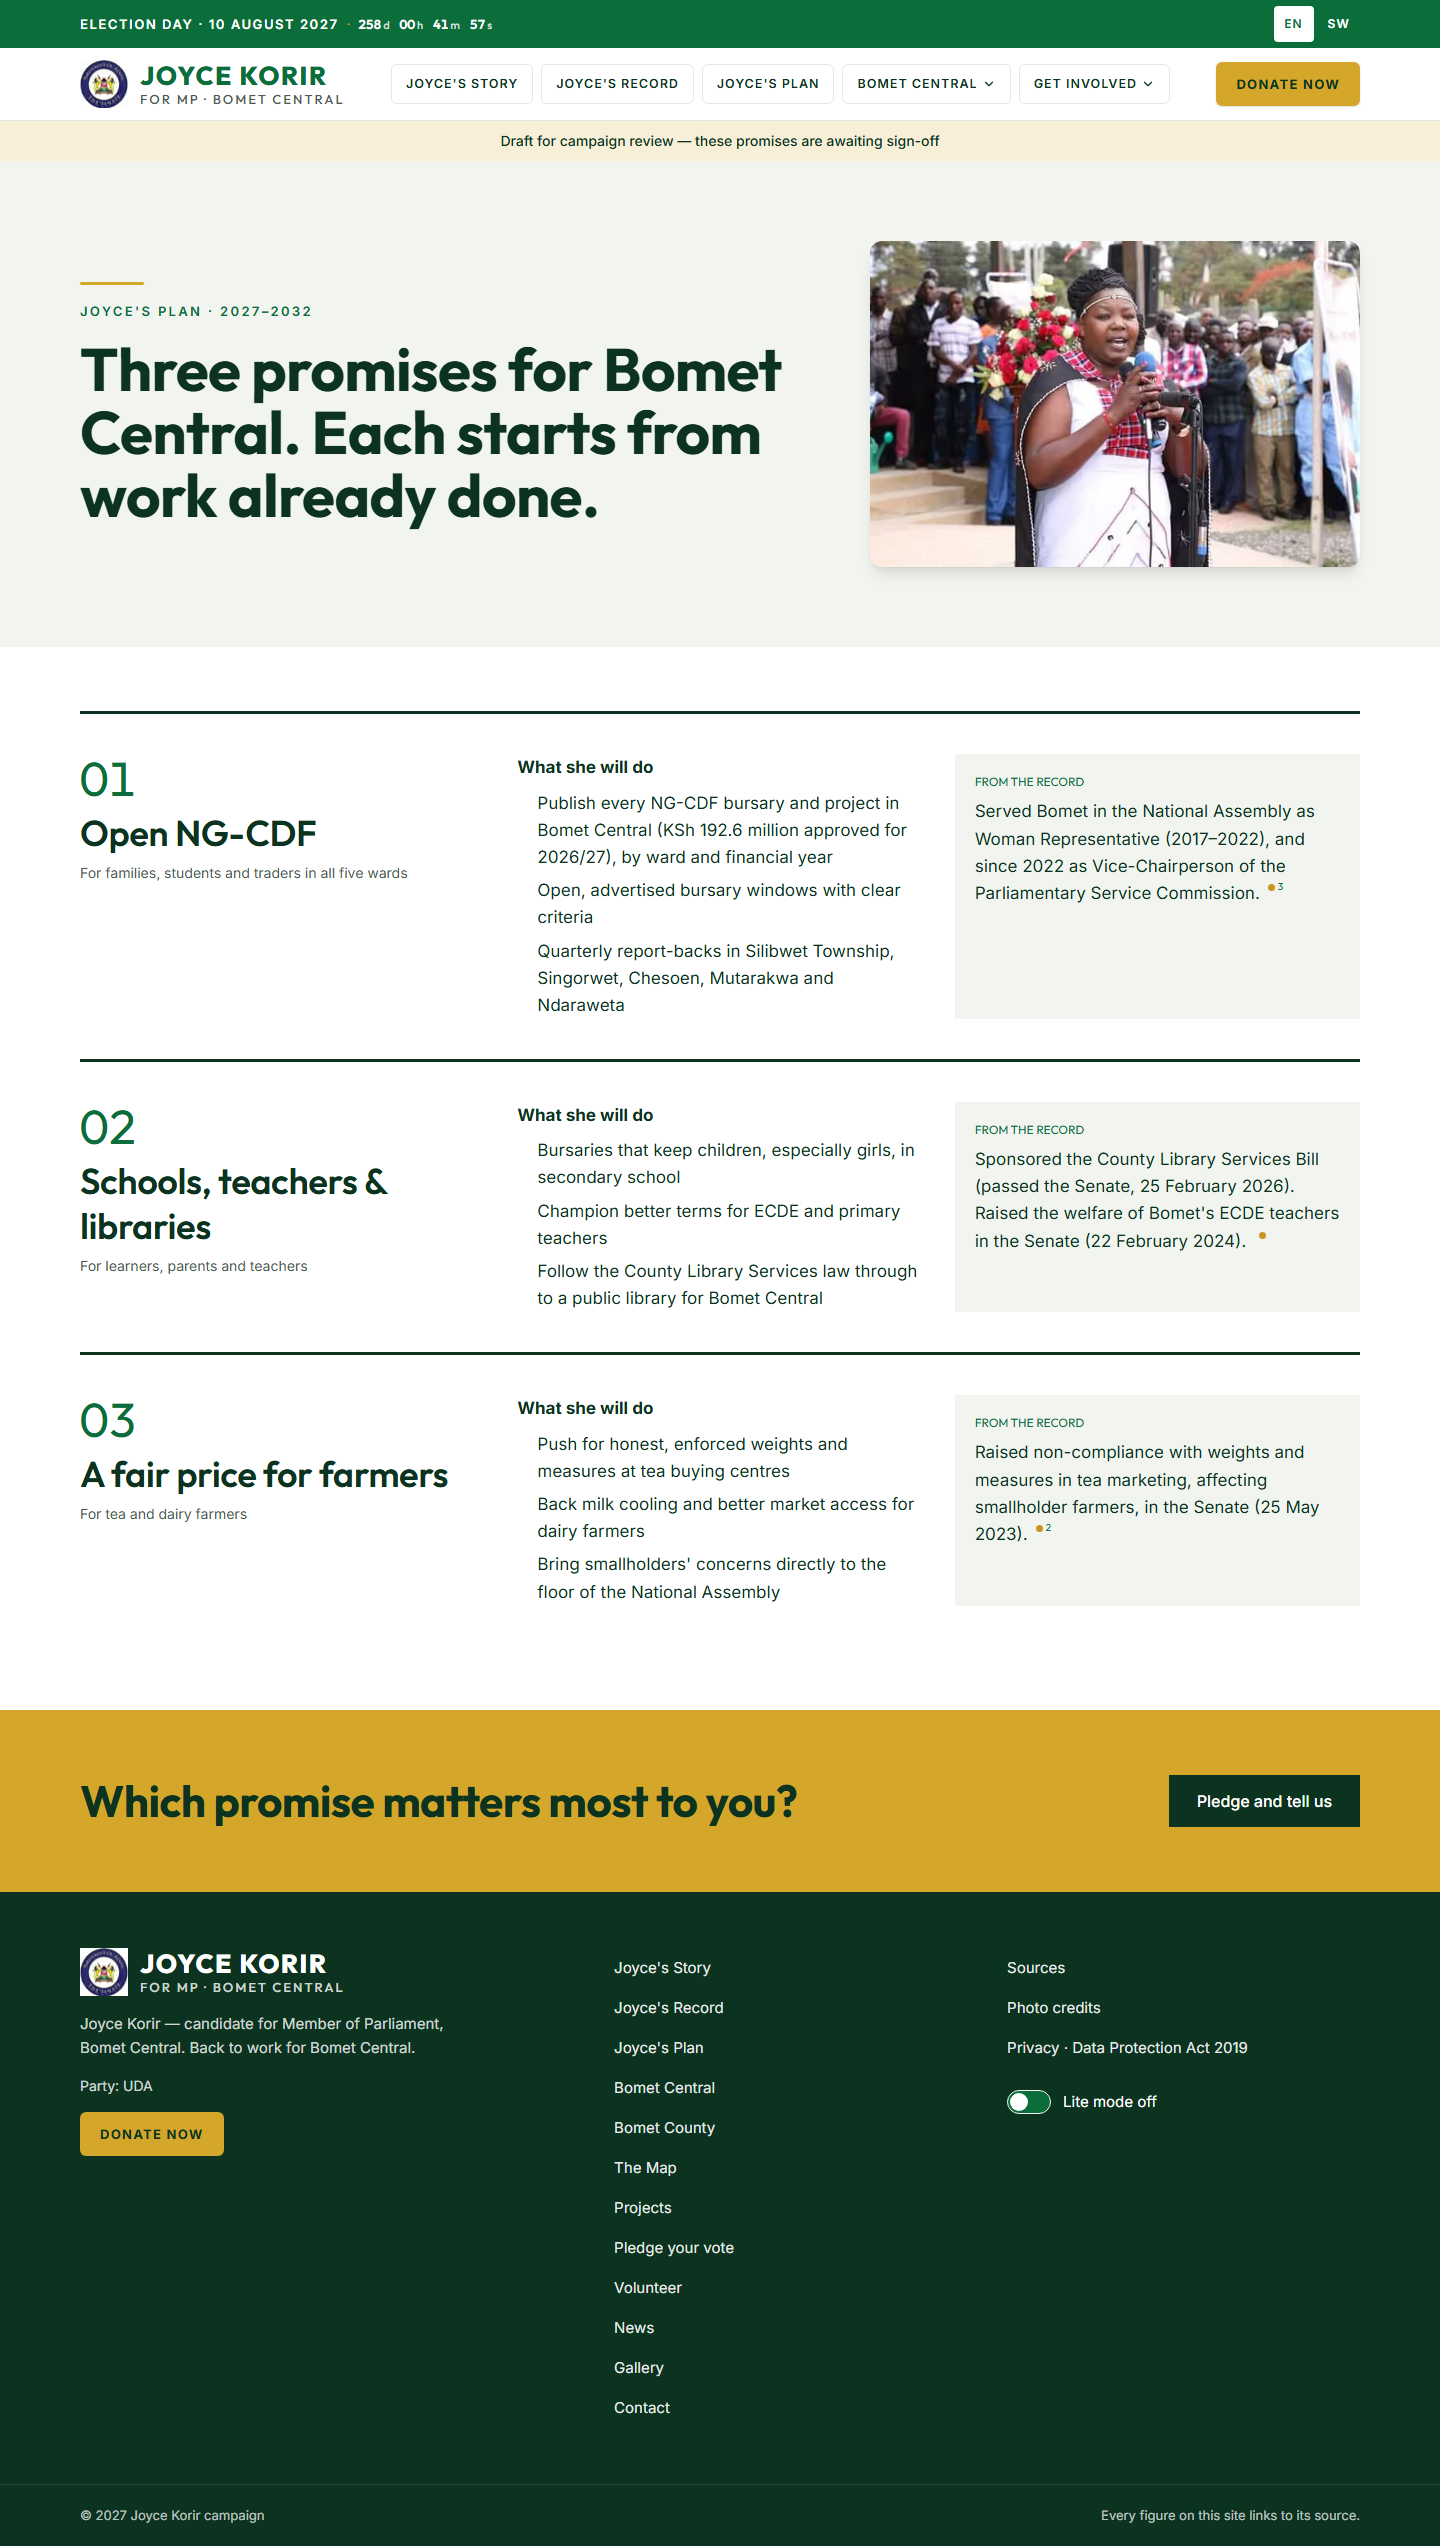 ELECTION DAY · 10 AUGUST 2027 · 258d 00h 41m 57s
EN SW
JOYCE KORIR
FOR MP · BOMET CENTRAL
JOYCE'S STORY
JOYCE'S RECORD
JOYCE'S PLAN
BOMET CENTRAL
GET INVOLVED
DONATE NOW
Draft for campaign review — these promises are awaiting sign-off
JOYCE'S PLAN · 2027–2032
Three promises for Bomet
Central. Each starts from
work already done.
01
Open NG-CDF
For families, students and traders in all five wards
What she will do
Publish every NG-CDF bursary and project in
Bomet Central (KSh 192.6 million approved for
2026/27), by ward and financial year
Open, advertised bursary windows with clear
criteria
Quarterly report-backs in Silibwet Township,
Singorwet, Chesoen, Mutarakwa and
Ndaraweta
FROM THE RECORD
Served Bomet in the National Assembly as
Woman Representative (2017–2022), and
since 2022 as Vice-Chairperson of the
Parliamentary Service Commission. 3
02
Schools, teachers &
libraries
For learners, parents and teachers
What she will do
Bursaries that keep children, especially girls, in
secondary school
Champion better terms for ECDE and primary
teachers
Follow the County Library Services law through
to a public library for Bomet Central
FROM THE RECORD
Sponsored the County Library Services Bill
(passed the Senate, 25 February 2026).
Raised the welfare of Bomet's ECDE teachers
in the Senate (22 February 2024).
03
A fair price for farmers
For tea and dairy farmers
What she will do
Push for honest, enforced weights and
measures at tea buying centres
Back milk cooling and better market access for
dairy farmers
Bring smallholders' concerns directly to the
floor of the National Assembly
FROM THE RECORD
Raised non-compliance with weights and
measures in tea marketing, affecting
smallholder farmers, in the Senate (25 May
2023). 2
Which promise matters most to you?
Pledge and tell us
JOYCE KORIR
FOR MP · BOMET CENTRAL
Joyce Korir — candidate for Member of Parliament,
Bomet Central. Back to work for Bomet Central.
Party: UDA
DONATE NOW
Joyce's Story
Joyce's Record
Joyce's Plan
Bomet Central
Bomet County
The Map
Projects
Pledge your vote
Volunteer
News
Gallery
Contact
Sources
Photo credits
Privacy · Data Protection Act 2019
Lite mode off
© 2027 Joyce Korir campaign
Every figure on this site links to its source.